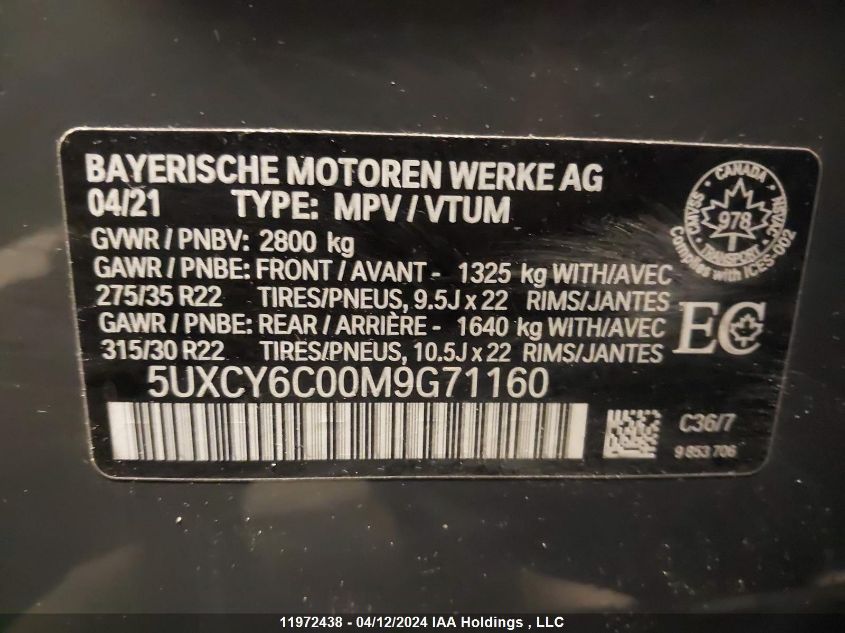 BAYERISCHE MOTOREN WERKE AG
04/21 TYPE: MPV / VTUM
GVWR / PNBV: 2800 kg
GAWR / PNBE: FRONT / AVANT - 1325 kg WITH/AVEC
275/35 R22 TIRES/PNEUS, 9.5J x 22 RIMS/JANTES
GAWR / PNBE: REAR / ARRIÈRE - 1640 kg WITH/AVEC
315/30 R22 TIRES/PNEUS, 10.5J x 22 RIMS/JANTES
5UXCY6C00M9G71160
CANADA
978
TRANSPORT
CANVAS
NVMC
Complies with ICES-002
EC
C36/7
9 853 706
11972438 - 04/12/2024 IAA Holdings , LLC